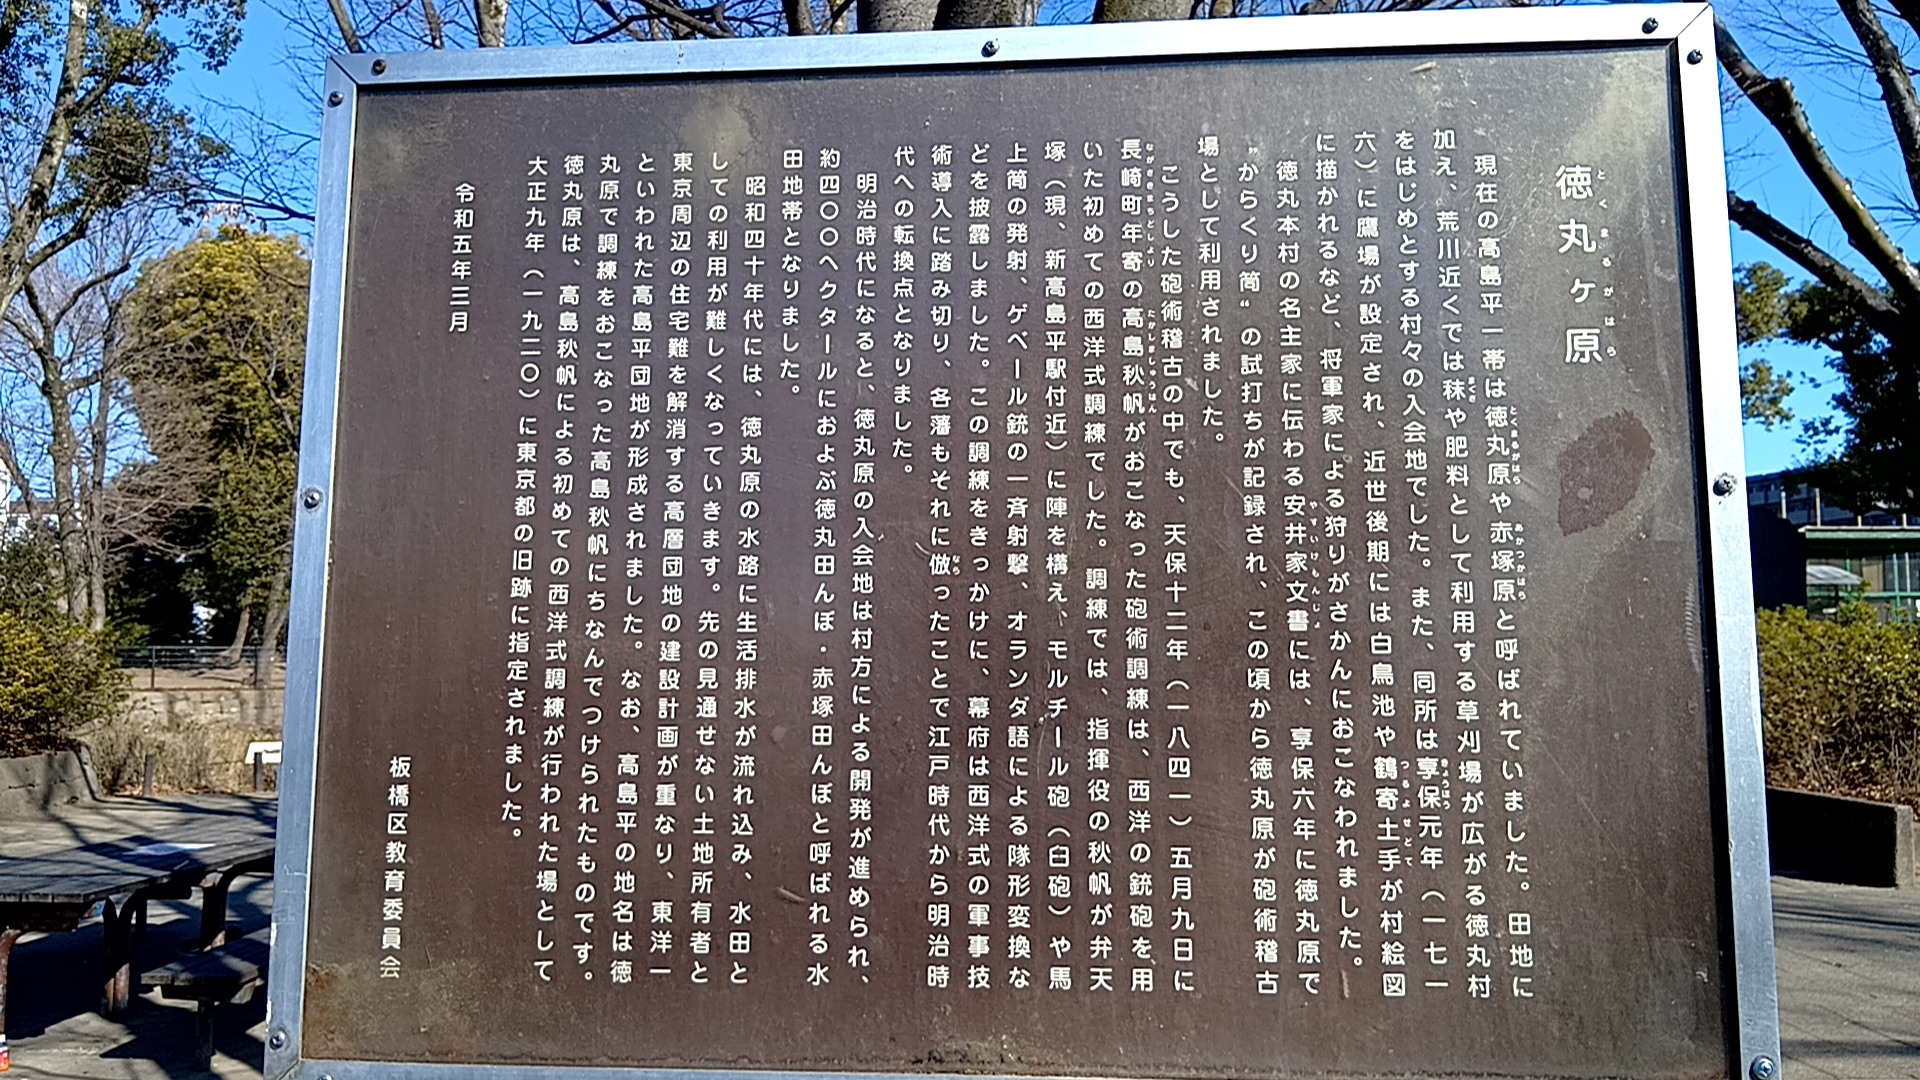 徳丸ヶ原
とくまるがはら
現在の高島平一帯は徳丸原や赤塚原と呼ばれていました。田地に
加え、荒川近くでは秣や肥料として利用する草刈場が広がる徳丸村
をはじめとする村々の入会地でした。また、同所は享保元年（一七一
六）に鷹場が設定され、近世後期には白鳥池や鶴寄土手が村絵図
に描かれるなど、将軍家による狩りがさかんにおこなわれました。
徳丸本村の名主家に伝わる安井家文書には、享保六年に徳丸原で
〝からくり筒〟の試打ちが記録され、この頃から徳丸原が砲術稽古
場として利用されました。
こうした砲術稽古の中でも、天保十二年（一八四一）五月九日に
長崎町年寄の高島秋帆がおこなった砲術調練は、西洋の銃砲を用
いた初めての西洋式調練でした。調練では、指揮役の秋帆が弁天
塚（現、新高島平駅付近）に陣を構え、モルチール砲（臼砲）や馬
上筒の発射、ゲベール銃の一斉射撃、オランダ語による隊形変換な
どを披露しました。この調練をきっかけに、幕府は西洋式の軍事技
術導入に踏み切り、各藩もそれに倣ったことで江戸時代から明治時
代への転換点となりました。
明治時代になると、徳丸原の入会地は村方による開発が進められ、
約四〇〇ヘクタールにおよぶ徳丸田んぼ・赤塚田んぼと呼ばれる水
田地帯となりました。
昭和四十年代には、徳丸原の水路に生活排水が流れ込み、水田と
しての利用が難しくなっていきます。先の見通せない土地所有者と
東京周辺の住宅難を解消する高層団地の建設計画が重なり、東洋一
といわれた高島平団地が形成されました。なお、高島平の地名は徳
丸原で調練をおこなった高島秋帆にちなんでつけられたものです。
徳丸原は、高島秋帆による初めての西洋式調練が行われた場として
大正九年（一九二〇）に東京都の旧跡に指定されました。
令和五年三月
板橋区教育委員会